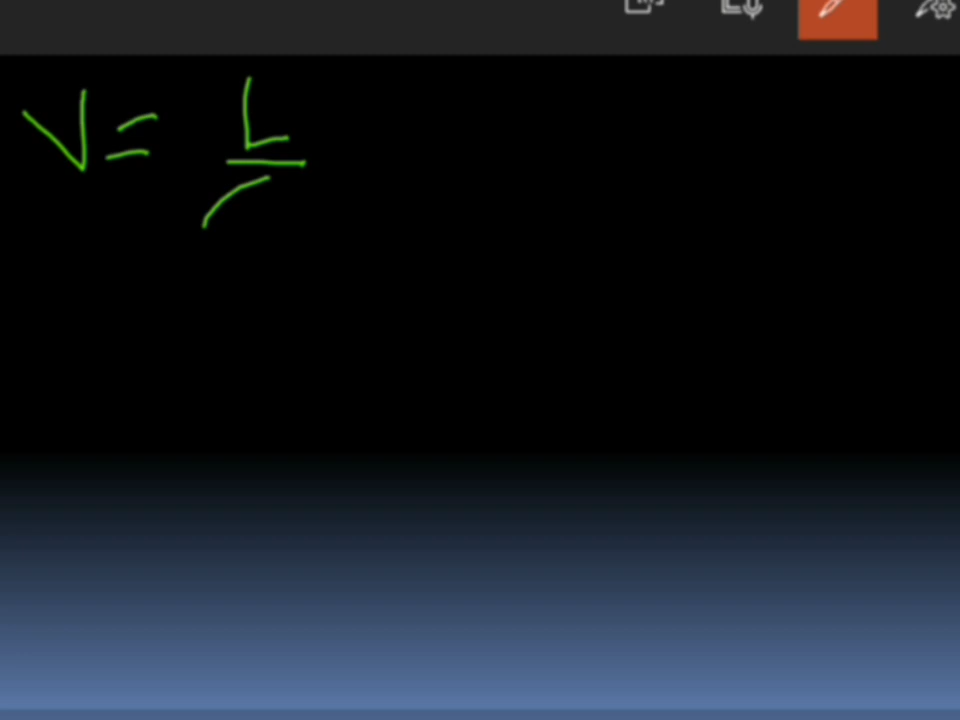 V = L